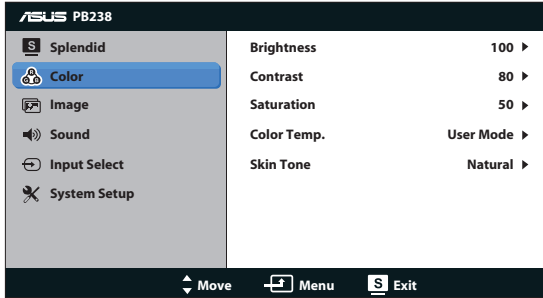 ASUS PB238
S Splendid
Color
Image
Sound
Input Select
System Setup
Brightness 100
Contrast 80
Saturation 50
Color Temp. User Mode
Skin Tone Natural
Move Menu S Exit